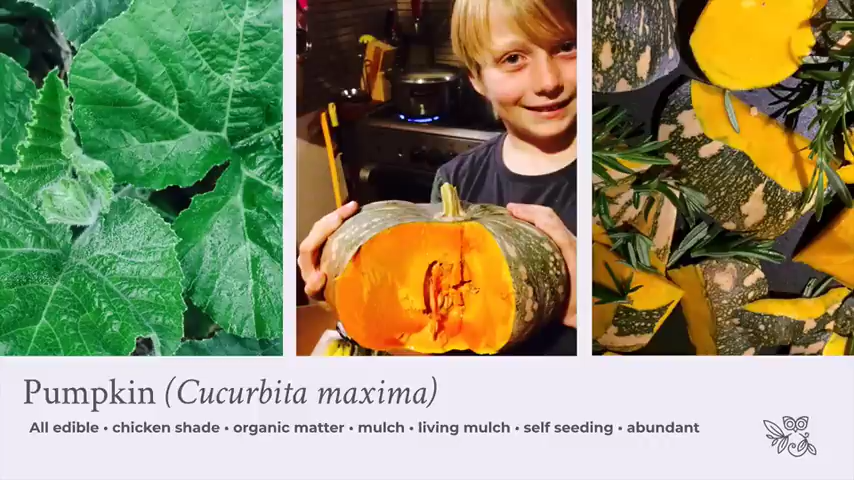 Pumpkin (Cucurbita maxima)
All edible • chicken shade • organic matter • mulch • living mulch • self seeding • abundant